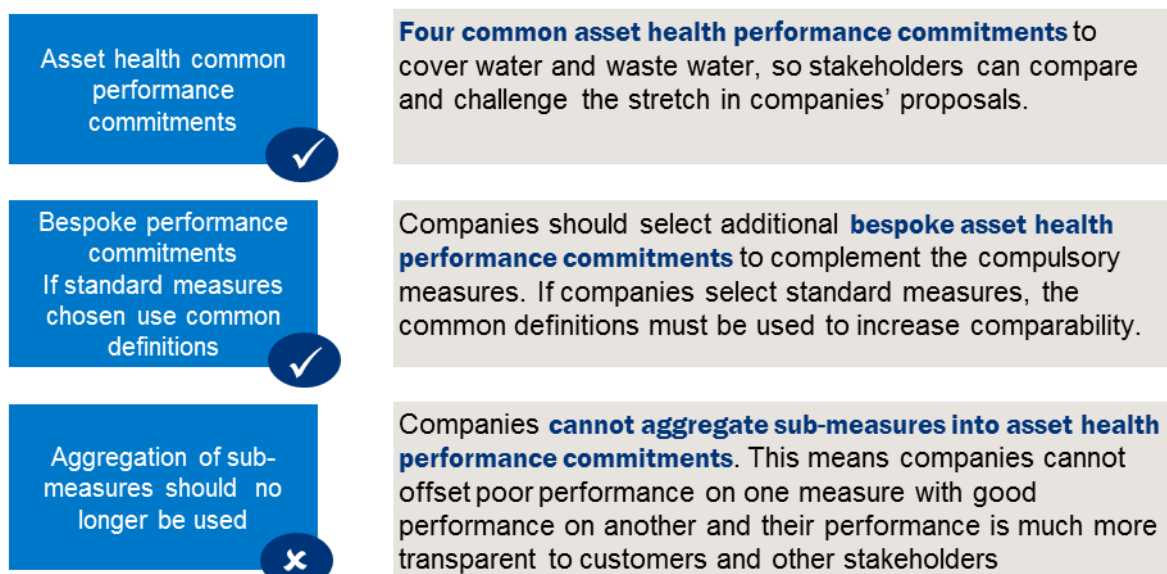 Asset health common
performance
commitments
Four common asset health performance commitments to
cover water and waste water, so stakeholders can compare
and challenge the stretch in companies' proposals.
Bespoke performance
commitments
If standard measures
chosen use common
definitions
Companies should select additional bespoke asset health
performance commitments to complement the compulsory
measures. If companies select standard measures, the
common definitions must be used to increase comparability.
Aggregation of sub-
measures should no
longer be used
Companies cannot aggregate sub-measures into asset health
performance commitments. This means companies cannot
offset poor performance on one measure with good
performance on another and their performance is much more
transparent to customers and other stakeholders